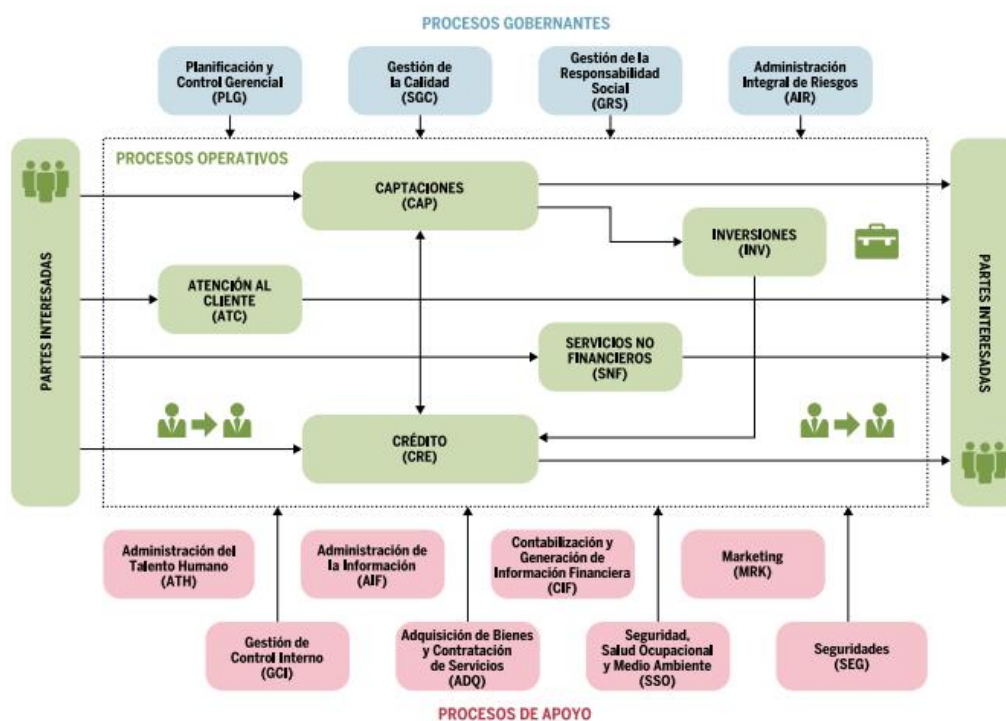 PROCESOS GOBERNANTES
Planificación y
Control Gerencial
(PLG)
Gestión de
la Calidad
(SGC)
Gestión de la
Responsabilidad
Social
(GRS)
Administración
Integral de Riesgos
(AIR)
PROCESOS OPERATIVOS
PARTES INTERESADAS
CAPTACIONES
(CAP)
INVERSIONES
(INV)
ATENCIÓN AL
CLIENTE
(ATC)
SERVICIOS NO
FINANCIEROS
(SNF)
CRÉDITO
(CRE)
PARTES INTERESADAS
Administración del
Talento Humano
(ATH)
Administración de
la Información
(AIF)
Contabilización y
Generación de
Información Financiera
(CIF)
Marketing
(MRK)
Gestión de
Control Interno
(GCI)
Adquisición de Bienes
y Contratación
de Servicios
(ADQ)
Seguridad,
Salud Ocupacional
y Medio Ambiente
(SSO)
Seguridades
(SEG)
PROCESOS DE APOYO